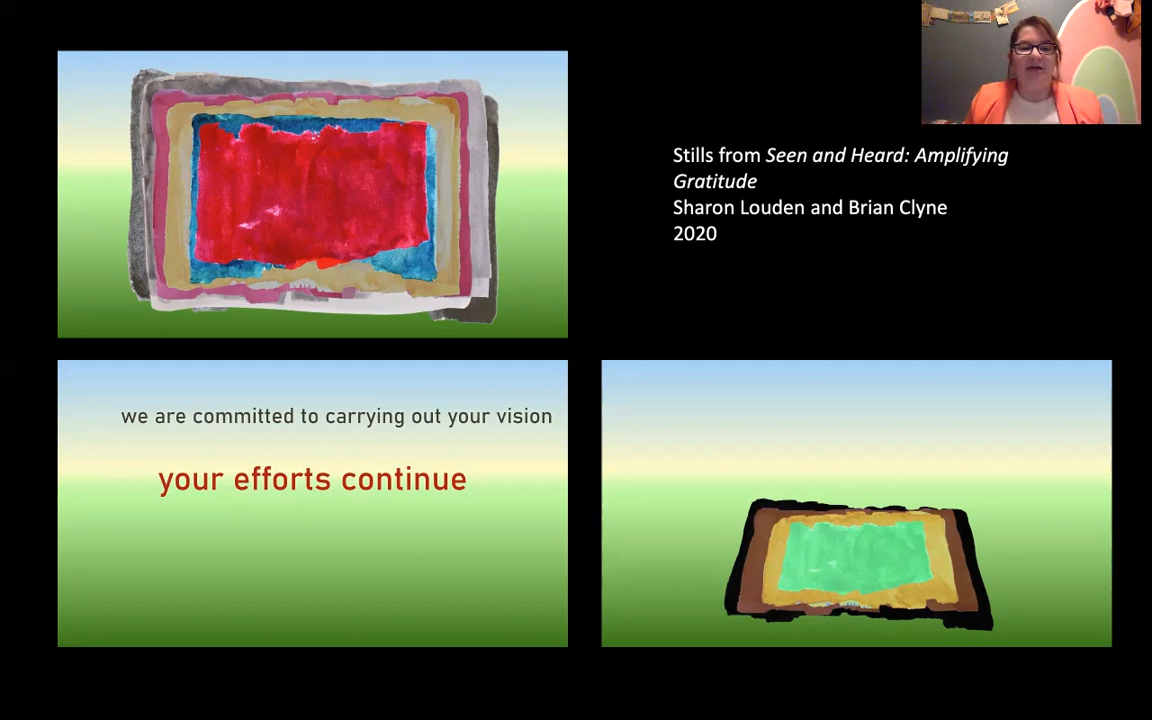 Stills from Seen and Heard: Amplifying
Gratitude
Sharon Louden and Brian Clyne
2020
we are committed to carrying out your vision
your efforts continue